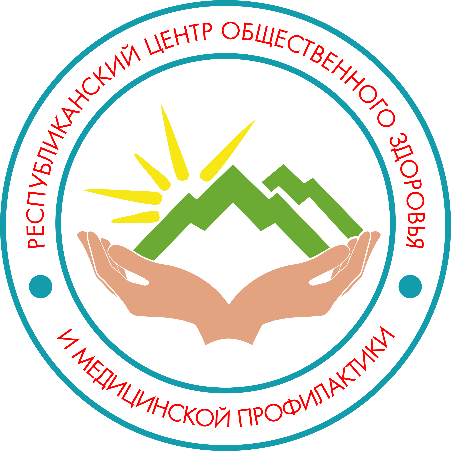 РЕСПУБЛИКАНСКИЙ ЦЕНТР ОБЩЕСТВЕННОГО ЗДОРОВЬЯ
И МЕДИЦИНСКОЙ ПРОФИЛАКТИКИ